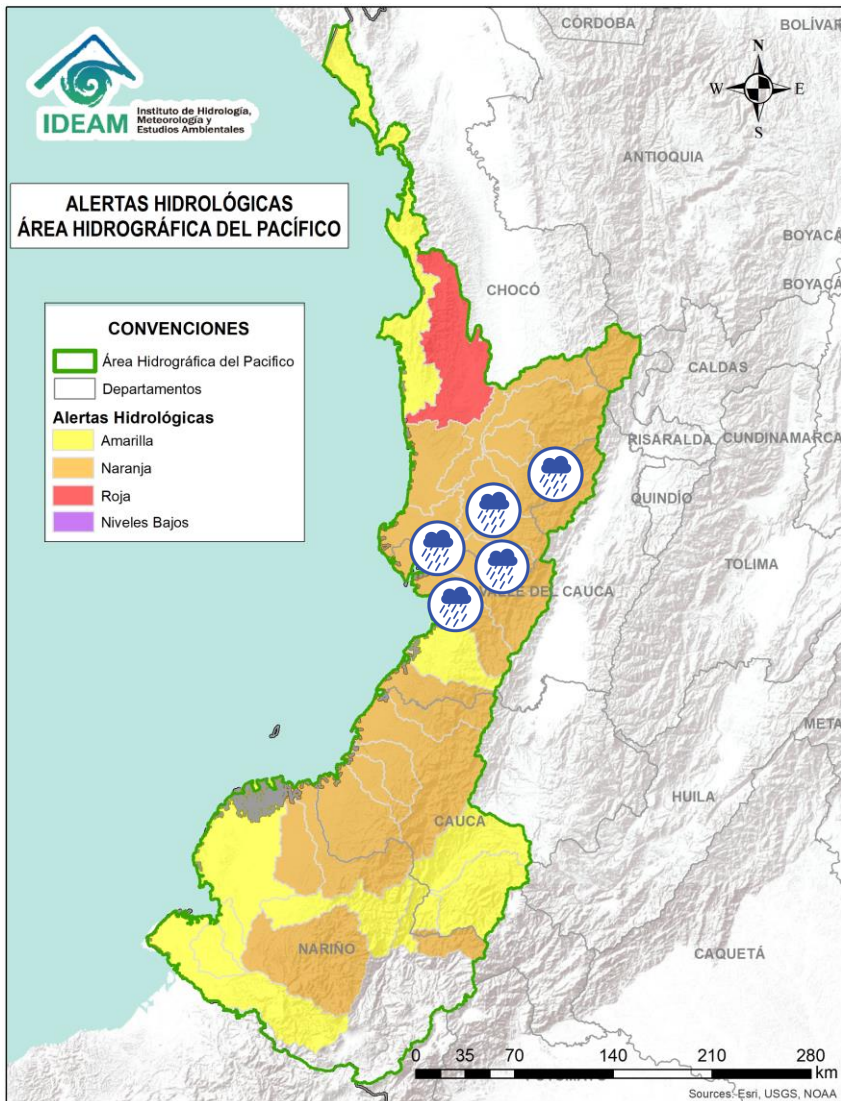 CÓRDOBA
BOLÍVAR
N
W
E
S
IDEAM
Instituto de Hidrología,
Meteorología y
Estudios Ambientales
ANTIOQUIA
ALERTAS HIDROLÓGICAS
ÁREA HIDROGRÁFICA DEL PACÍFICO
BOYACÁ
BOYACÁ
CHOCÓ
CONVENCIONES
Área Hidrográfica del Pacifico
Departamentos
Alertas Hidrológicas
Amarilla
Naranja
Roja
Niveles Bajos
CALDAS
RISARALDA
CUNDINAMARCA
QUINDÍO
TOLIMA
VALLE DEL CAUCA
META
HUILA
CAUCA
NARIÑO
CAQUETÁ
0 35 70 140 210 280
km
Sources: Esri, USGS, NOAA